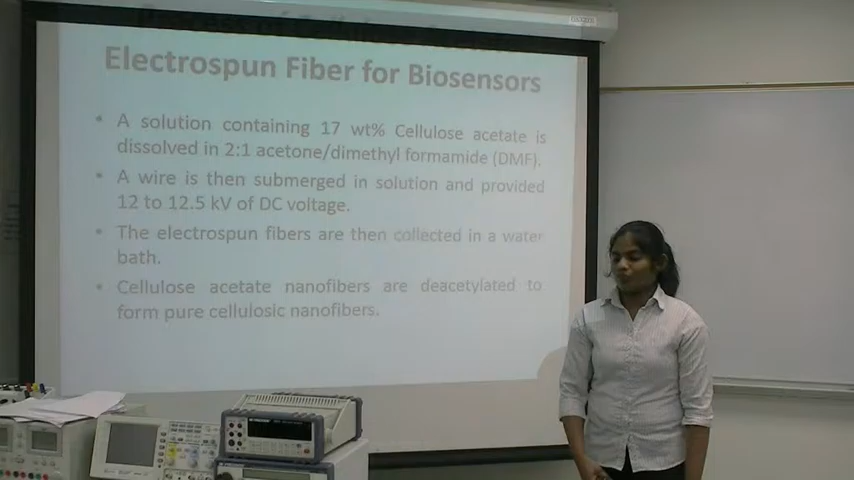 Electrospun Fiber for Biosensors
• A solution containing 17 wt% Cellulose acetate is
dissolved in 2:1 acetone/dimethyl formamide (DMF).
• A wire is then submerged in solution and provided
12 to 12.5 kV of DC voltage.
• The electrospun fibers are then collected in a water
bath.
• Cellulose acetate nanofibers are deacetylated to
form pure cellulosic nanofibers.